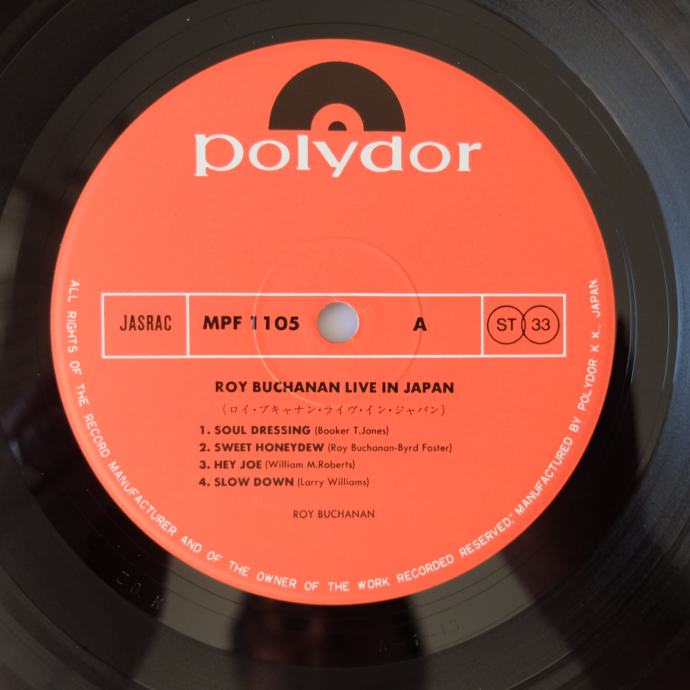 polydor
JASRAC
MPF 1105
A
ST 33
ROY BUCHANAN LIVE IN JAPAN
(ロイ・ブキャナン・ライヴ・イン・ジャパン)
1. SOUL DRESSING (Booker T.Jones)
2. SWEET HONEYDEW (Roy Buchanan-Byrd Foster)
3. HEY JOE (William M.Roberts)
4. SLOW DOWN (Larry Williams)
ROY BUCHANAN
ALL RIGHTS OF THE RECORD MANUFACTURER AND OF THE OWNER OF THE WORK RECORDED RESERVED; MANUFACTURED BY POLYDOR K.K., JAPAN